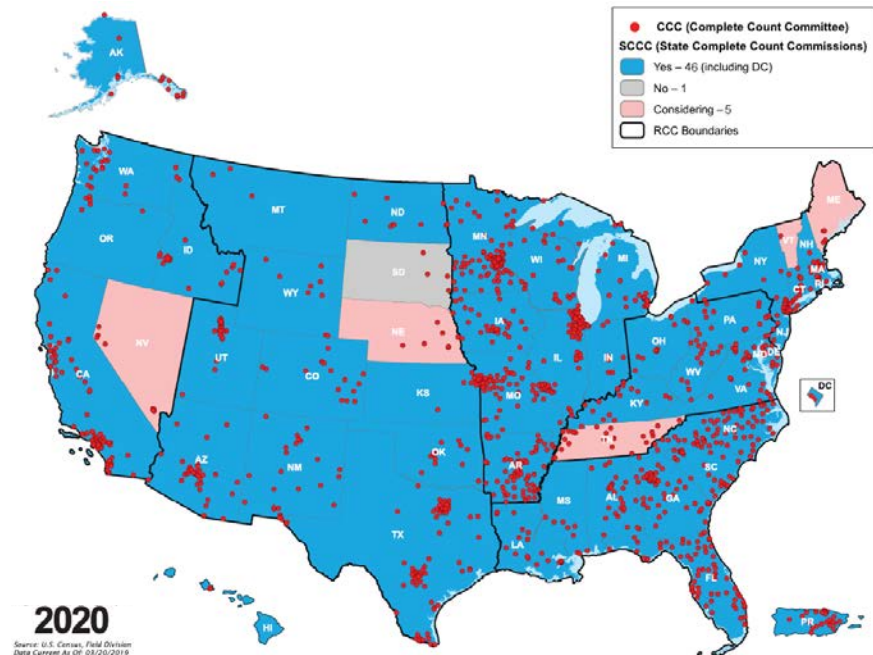 CCC (Complete Count Committee)
SCCC (State Complete Count Commissions)
Yes – 46 (including DC)
No – 1
Considering – 5
RCC Boundaries
AK
WA
MT
ND
MN
ME
VT
NH
OR
ID
WI
MI
NY
MA
SD
WY
CT
RI
IA
PA
NJ
NE
OH
NV
IL
IN
MD
DE
UT
CO
WV
DC
CA
KS
MO
VA
KY
NC
TN
AZ
NM
OK
AR
SC
MS
AL
GA
TX
LA
FL
HI
PR
2020
Source: U.S. Census, Field Division
Data Current As Of: 03/20/2019